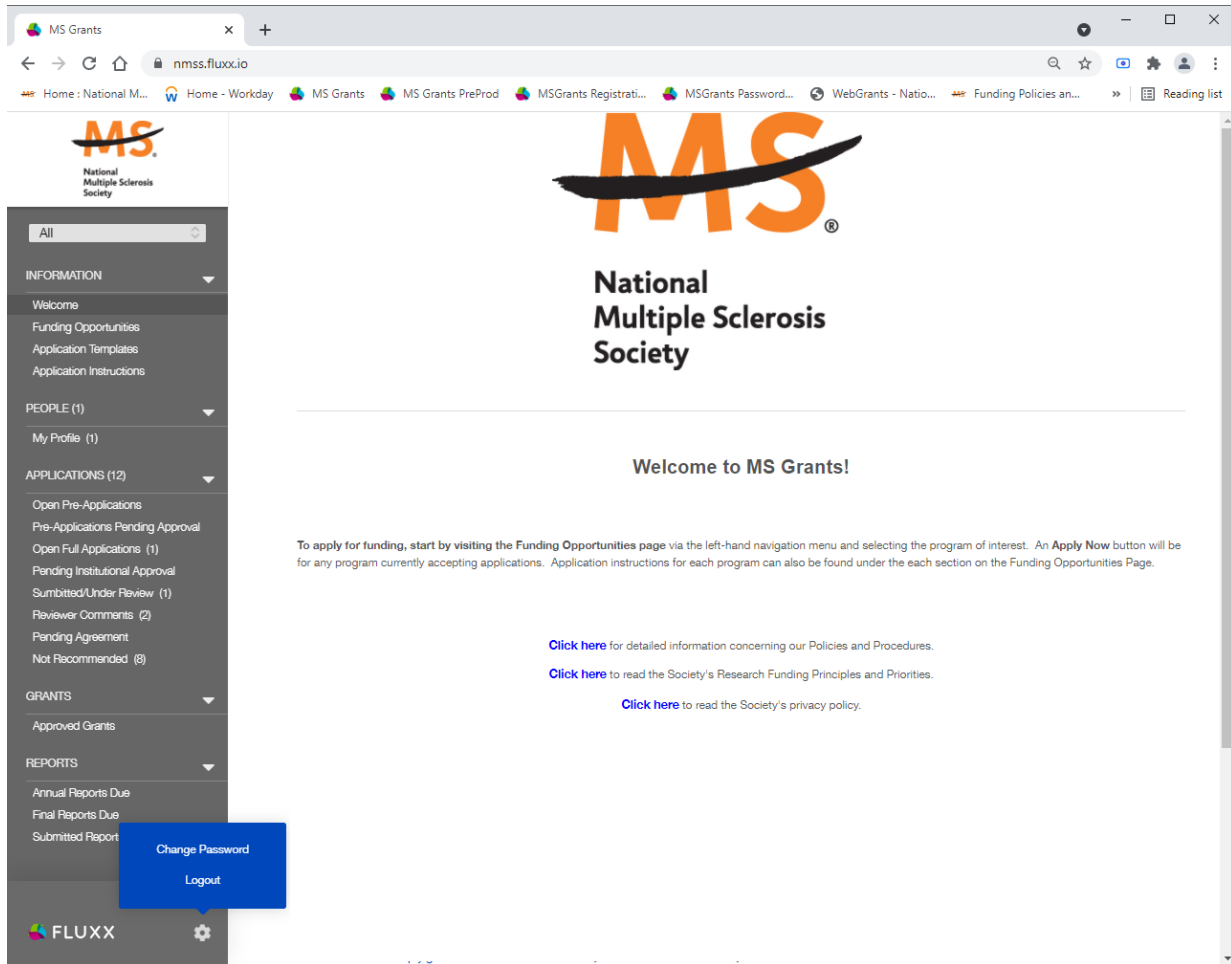 MS Grants
nmss.fluxx.io
Home : National M...
Home - Workday
MS Grants
MS Grants PreProd
MSGrants Registrati...
MSGrants Password...
WebGrants - Natio...
Funding Policies an...
»
Reading list
MS
National
Multiple Sclerosis
Society
All
INFORMATION
Welcome
Funding Opportunities
Application Templates
Application Instructions
PEOPLE (1)
My Profile (1)
APPLICATIONS (12)
Open Pre-Applications
Pre-Applications Pending Approval
Open Full Applications (1)
Pending Institutional Approval
Sumbitted/Under Review (1)
Reviewer Comments (2)
Pending Agreement
Not Recommended (8)
GRANTS
Approved Grants
REPORTS
Annual Reports Due
Final Reports Due
Submitted Report
Change Password
Logout
FLUXX
MS®
National
Multiple Sclerosis
Society
Welcome to MS Grants!
To apply for funding, start by visiting the Funding Opportunities page via the left-hand navigation menu and selecting the program of interest. An Apply Now button will be
for any program currently accepting applications. Application instructions for each program can also be found under the each section on the Funding Opportunities Page.
Click here for detailed information concerning our Policies and Procedures.
Click here to read the Society's Research Funding Principles and Priorities.
Click here to read the Society's privacy policy.